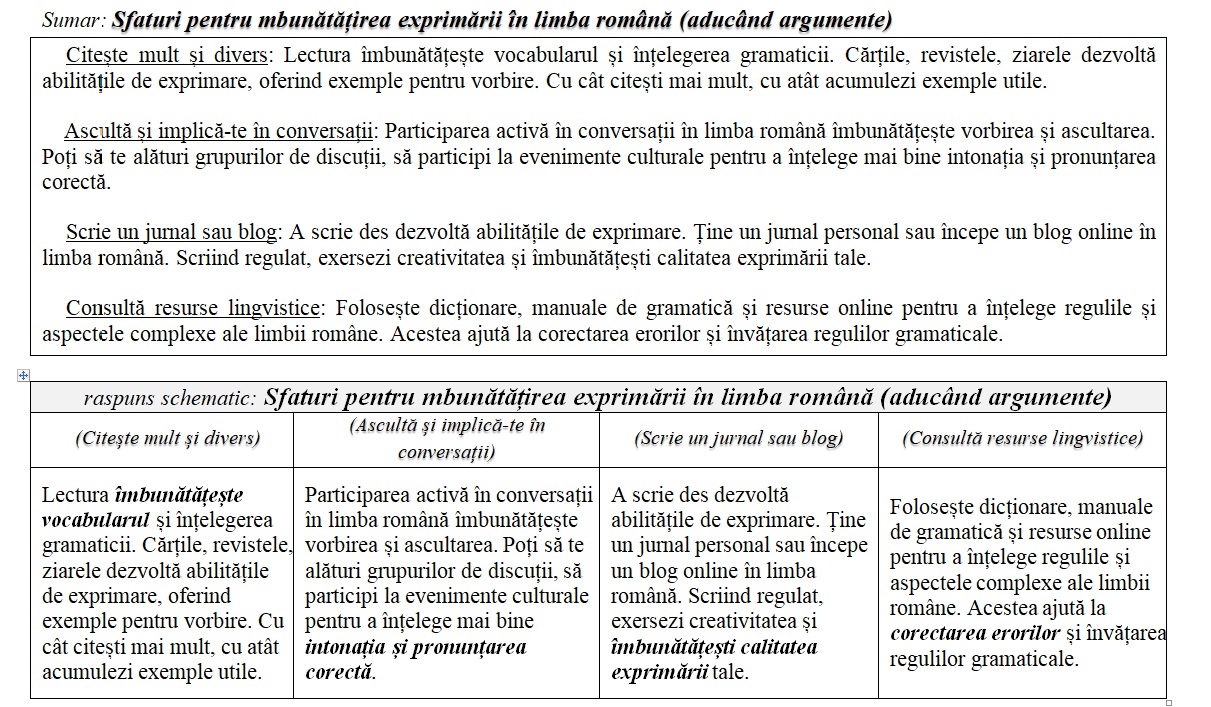 Sumar: Sfaturi pentru mbunătățirea exprimării în limba română (aducând argumente)
Citește mult și divers: Lectura îmbunătățește vocabularul și înțelegerea gramaticii. Cărțile, revistele, ziarele dezvoltă
abilitățile de exprimare, oferind exemple pentru vorbire. Cu cât citești mai mult, cu atât acumulezi exemple utile.
Ascultă și implică-te în conversații: Participarea activă în conversații în limba română îmbunătățește vorbirea și ascultarea.
Poți să te alături grupurilor de discuții, să participi la evenimente culturale pentru a înțelege mai bine intonația și pronunțarea
corectă.
Scrie un jurnal sau blog: A scrie des dezvoltă abilitățile de exprimare. Ține un jurnal personal sau începe un blog online în
limba română. Scriind regulat, exersezi creativitatea și îmbunătățești calitatea exprimării tale.
Consultă resurse lingvistice: Folosește dicționare, manuale de gramatică și resurse online pentru a înțelege regulile și
aspectele complexe ale limbii române. Acestea ajută la corectarea erorilor și învățarea regulilor gramaticale.
raspuns schematic: Sfaturi pentru mbunătățirea exprimării în limba română (aducând argumente)
(Citește mult și divers)
(Ascultă și implică-te în
conversații)
(Scrie un jurnal sau blog)
(Consultă resurse lingvistice)
Lectura îmbunătățește
vocabularul și înțelegerea
gramaticii. Cărțile, revistele,
ziarele dezvoltă abilitățile
de exprimare, oferind
exemple pentru vorbire. Cu
cât citești mai mult, cu atât
acumulezi exemple utile.
Participarea activă în conversații
în limba română îmbunătățește
vorbirea și ascultarea. Poți să te
alături grupurilor de discuții, să
participi la evenimente culturale
pentru a înțelege mai bine
intonația și pronunțarea
corectă.
A scrie des dezvoltă
abilitățile de exprimare. Ține
un jurnal personal sau începe
un blog online în limba
română. Scriind regulat,
exersezi creativitatea și
îmbunătățești calitatea
exprimării tale.
Folosește dicționare, manuale
de gramatică și resurse online
pentru a înțelege regulile și
aspectele complexe ale limbii
române. Acestea ajută la
corectarea erorilor și învățarea
regulilor gramaticale.